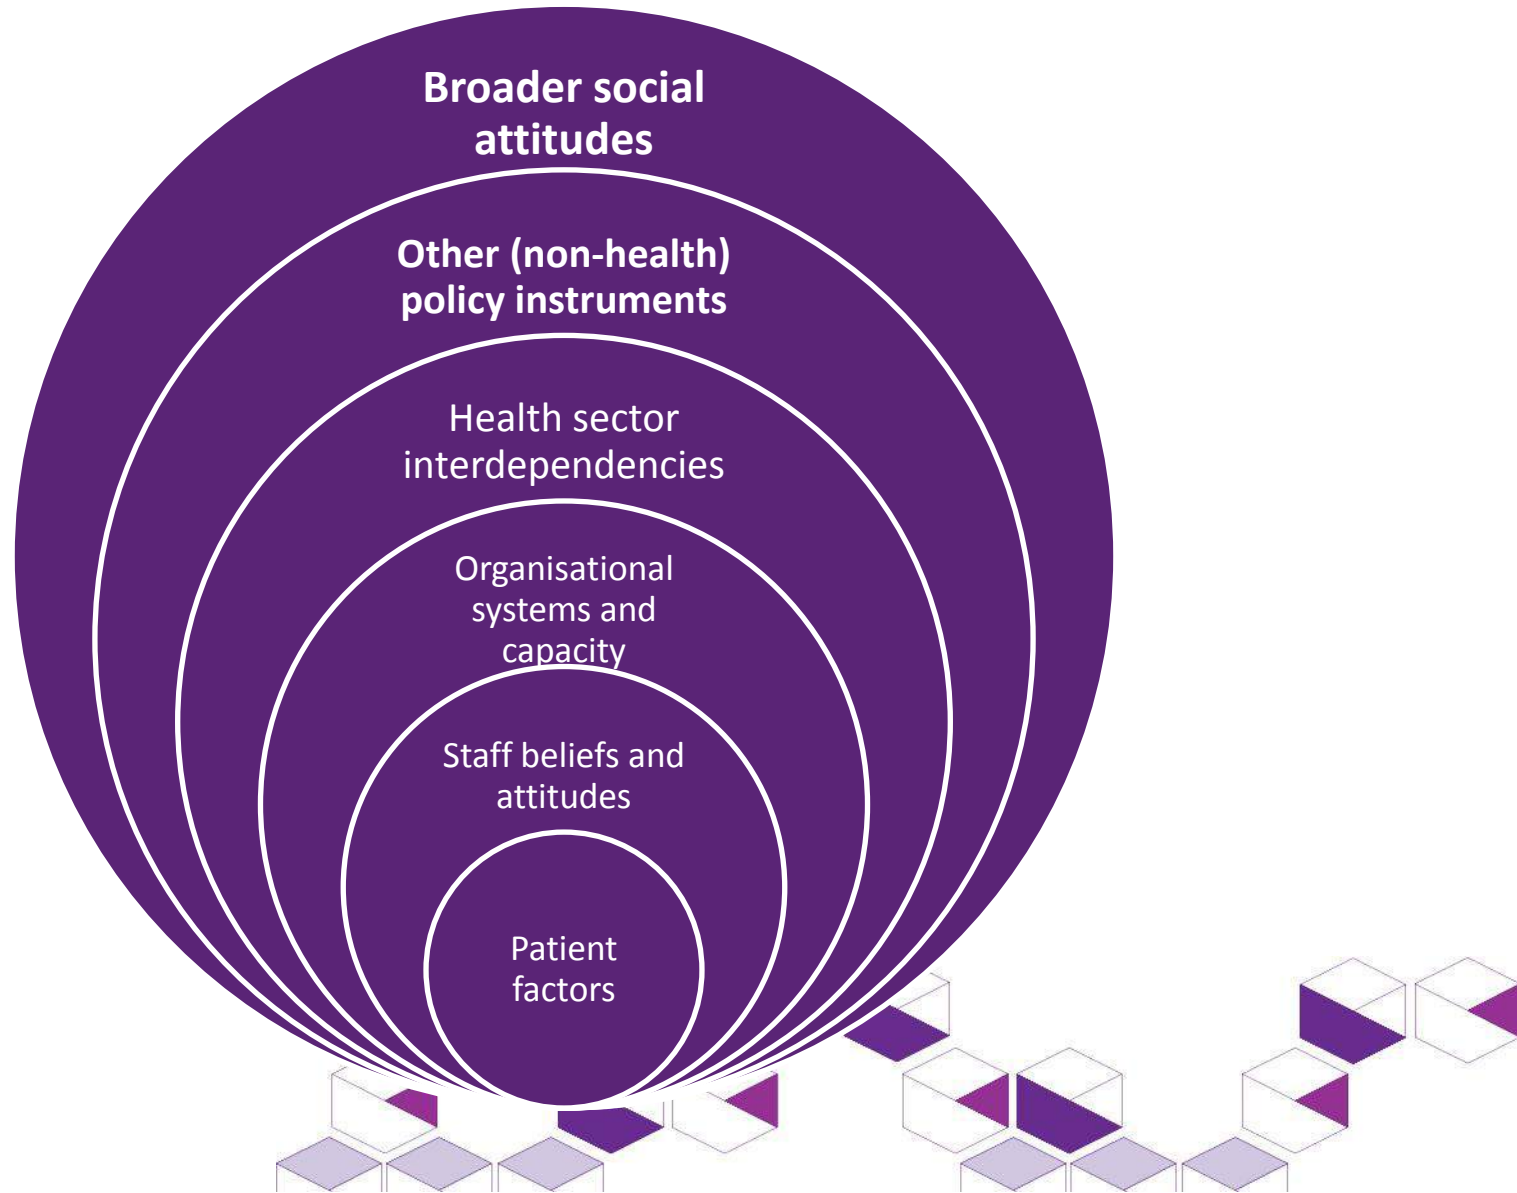 Broader social
attitudes
Other (non-health)
policy instruments
Health sector
interdependencies
Organisational
systems and
capacity
Staff beliefs and
attitudes
Patient
factors